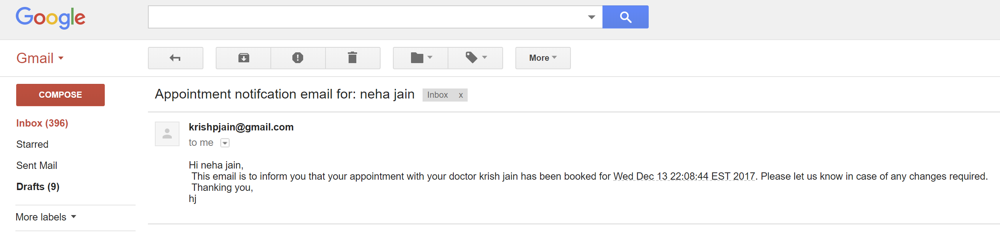 Google
Gmail
More
COMPOSE
Appointment notifcation email for: neha jain Inbox x
Inbox (396)
krishpjain@gmail.com
Starred
to me
Sent Mail
Hi neha jain,
This email is to inform you that your appointment with your doctor krish jain has been booked for Wed Dec 13 22:08:44 EST 2017. Please let us know in case of any changes required.
Drafts (9)
Thanking you,
hj
More labels